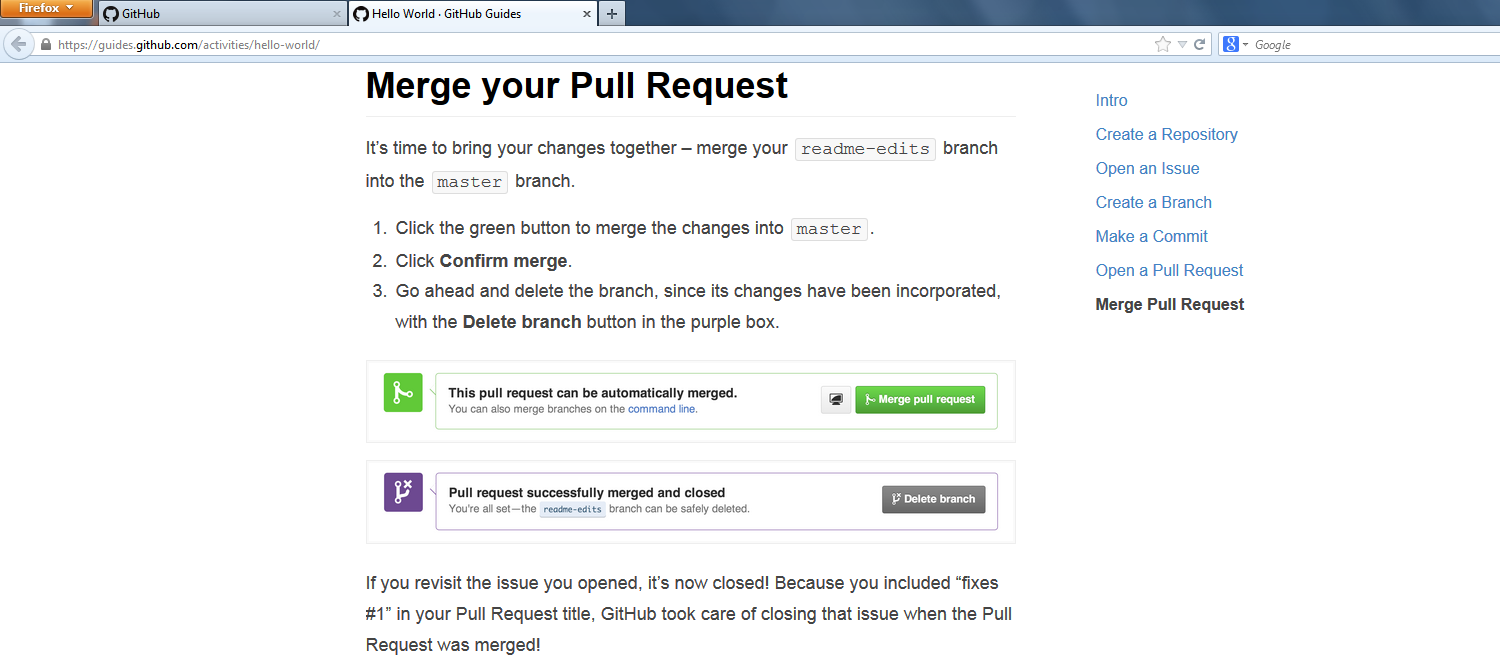 Firefox
GitHub
Hello World · GitHub Guides
https://guides.github.com/activities/hello-world/
Google
Merge your Pull Request
It’s time to bring your changes together – merge your readme-edits branch
into the master branch.
1. Click the green button to merge the changes into master.
2. Click Confirm merge.
3. Go ahead and delete the branch, since its changes have been incorporated,
with the Delete branch button in the purple box.
This pull request can be automatically merged.
You can also merge branches on the command line.
Merge pull request
Pull request successfully merged and closed
You're all set—the readme-edits branch can be safely deleted.
Delete branch
If you revisit the issue you opened, it’s now closed! Because you included “fixes
#1” in your Pull Request title, GitHub took care of closing that issue when the Pull
Request was merged!
Intro
Create a Repository
Open an Issue
Create a Branch
Make a Commit
Open a Pull Request
Merge Pull Request